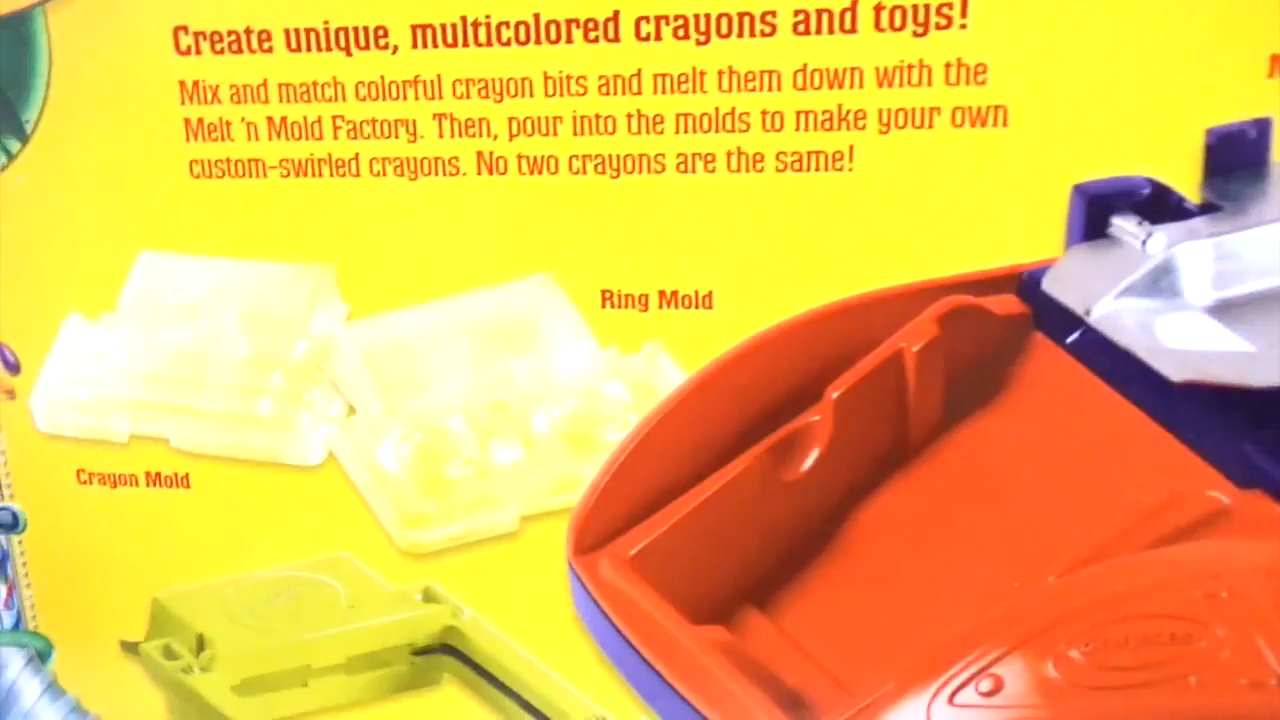 Create unique, multicolored crayons and toys!
Mix and match colorful crayon bits and melt them down with the
Melt 'n Mold Factory. Then, pour into the molds to make your own
custom-swirled crayons. No two crayons are the same!
Ring Mold
Crayon Mold